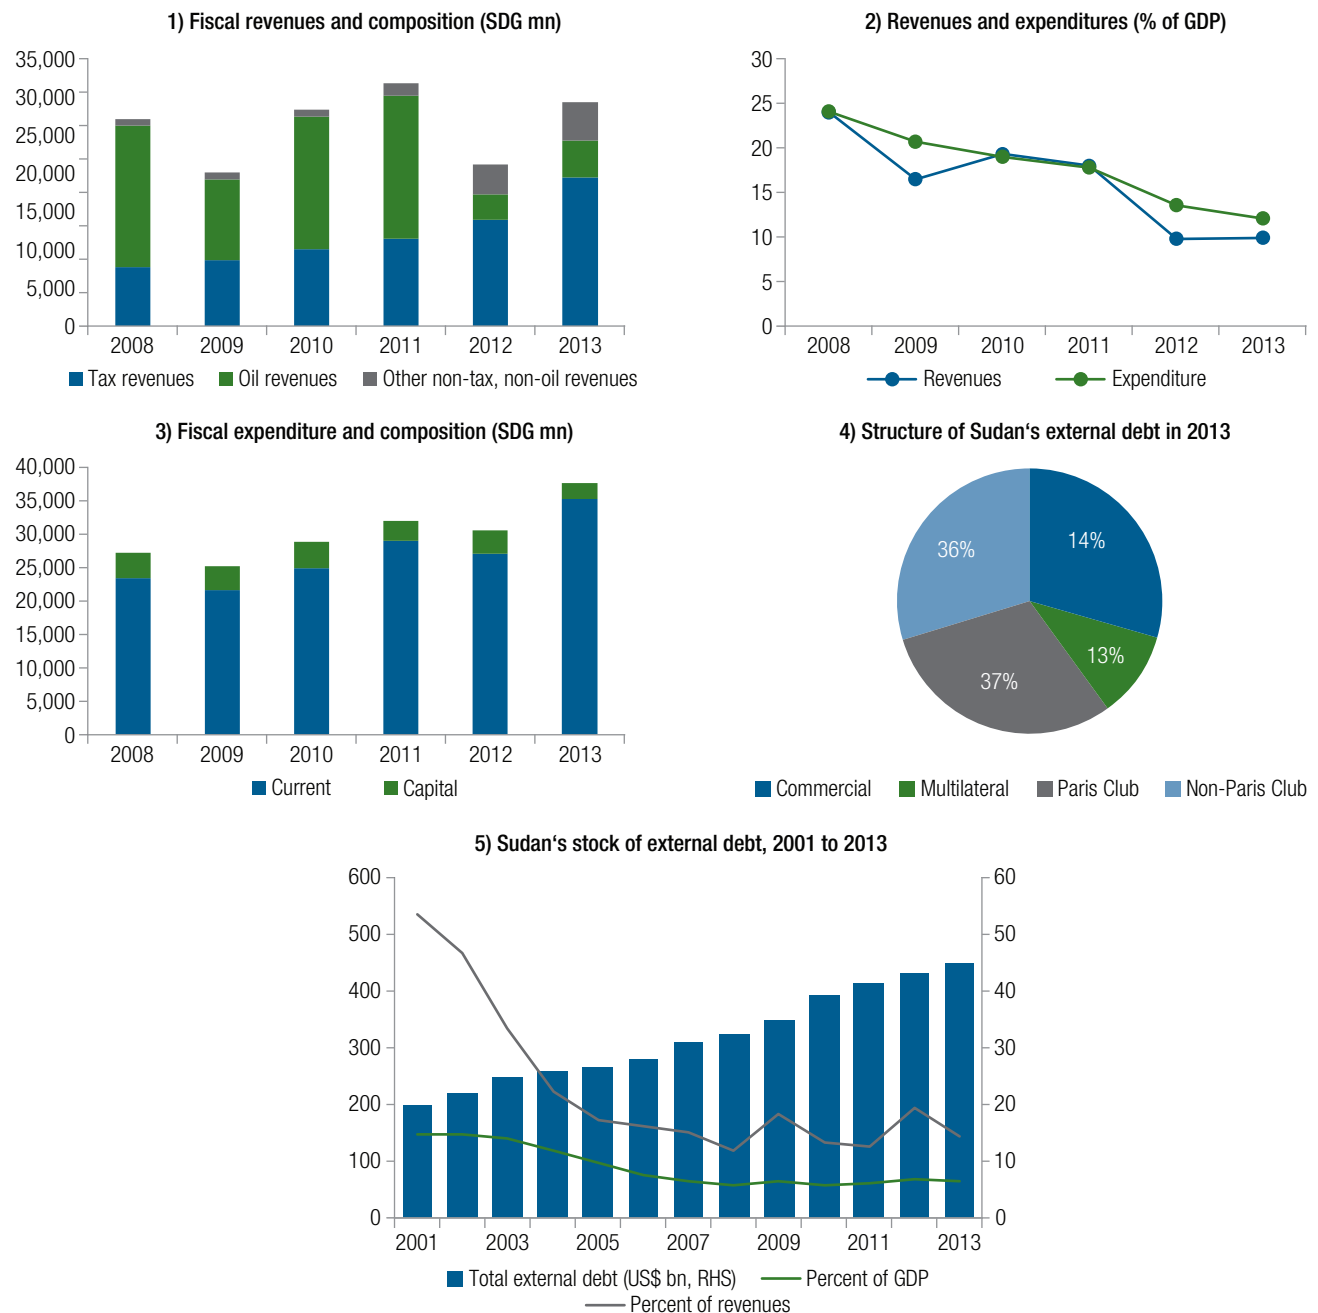 1) Fiscal revenues and composition (SDG mn)
35,000
30,000
25,000
20,000
15,000
10,000
5,000
0
2008 2009 2010 2011 2012 2013
Tax revenues Oil revenues Other non-tax, non-oil revenues
2) Revenues and expenditures (% of GDP)
30
25
20
15
10
5
0
2008 2009 2010 2011 2012 2013
Revenues Expenditure
3) Fiscal expenditure and composition (SDG mn)
40,000
35,000
30,000
25,000
20,000
15,000
10,000
5,000
0
2008 2009 2010 2011 2012 2013
Current Capital
4) Structure of Sudan‘s external debt in 2013
36% 14%
13%
37%
Commercial Multilateral Paris Club Non-Paris Club
5) Sudan‘s stock of external debt, 2001 to 2013
600 60
500 50
400 40
300 30
200 20
100 10
0 0
2001 2003 2005 2007 2009 2011 2013
Total external debt (US$ bn, RHS) Percent of GDP
Percent of revenues